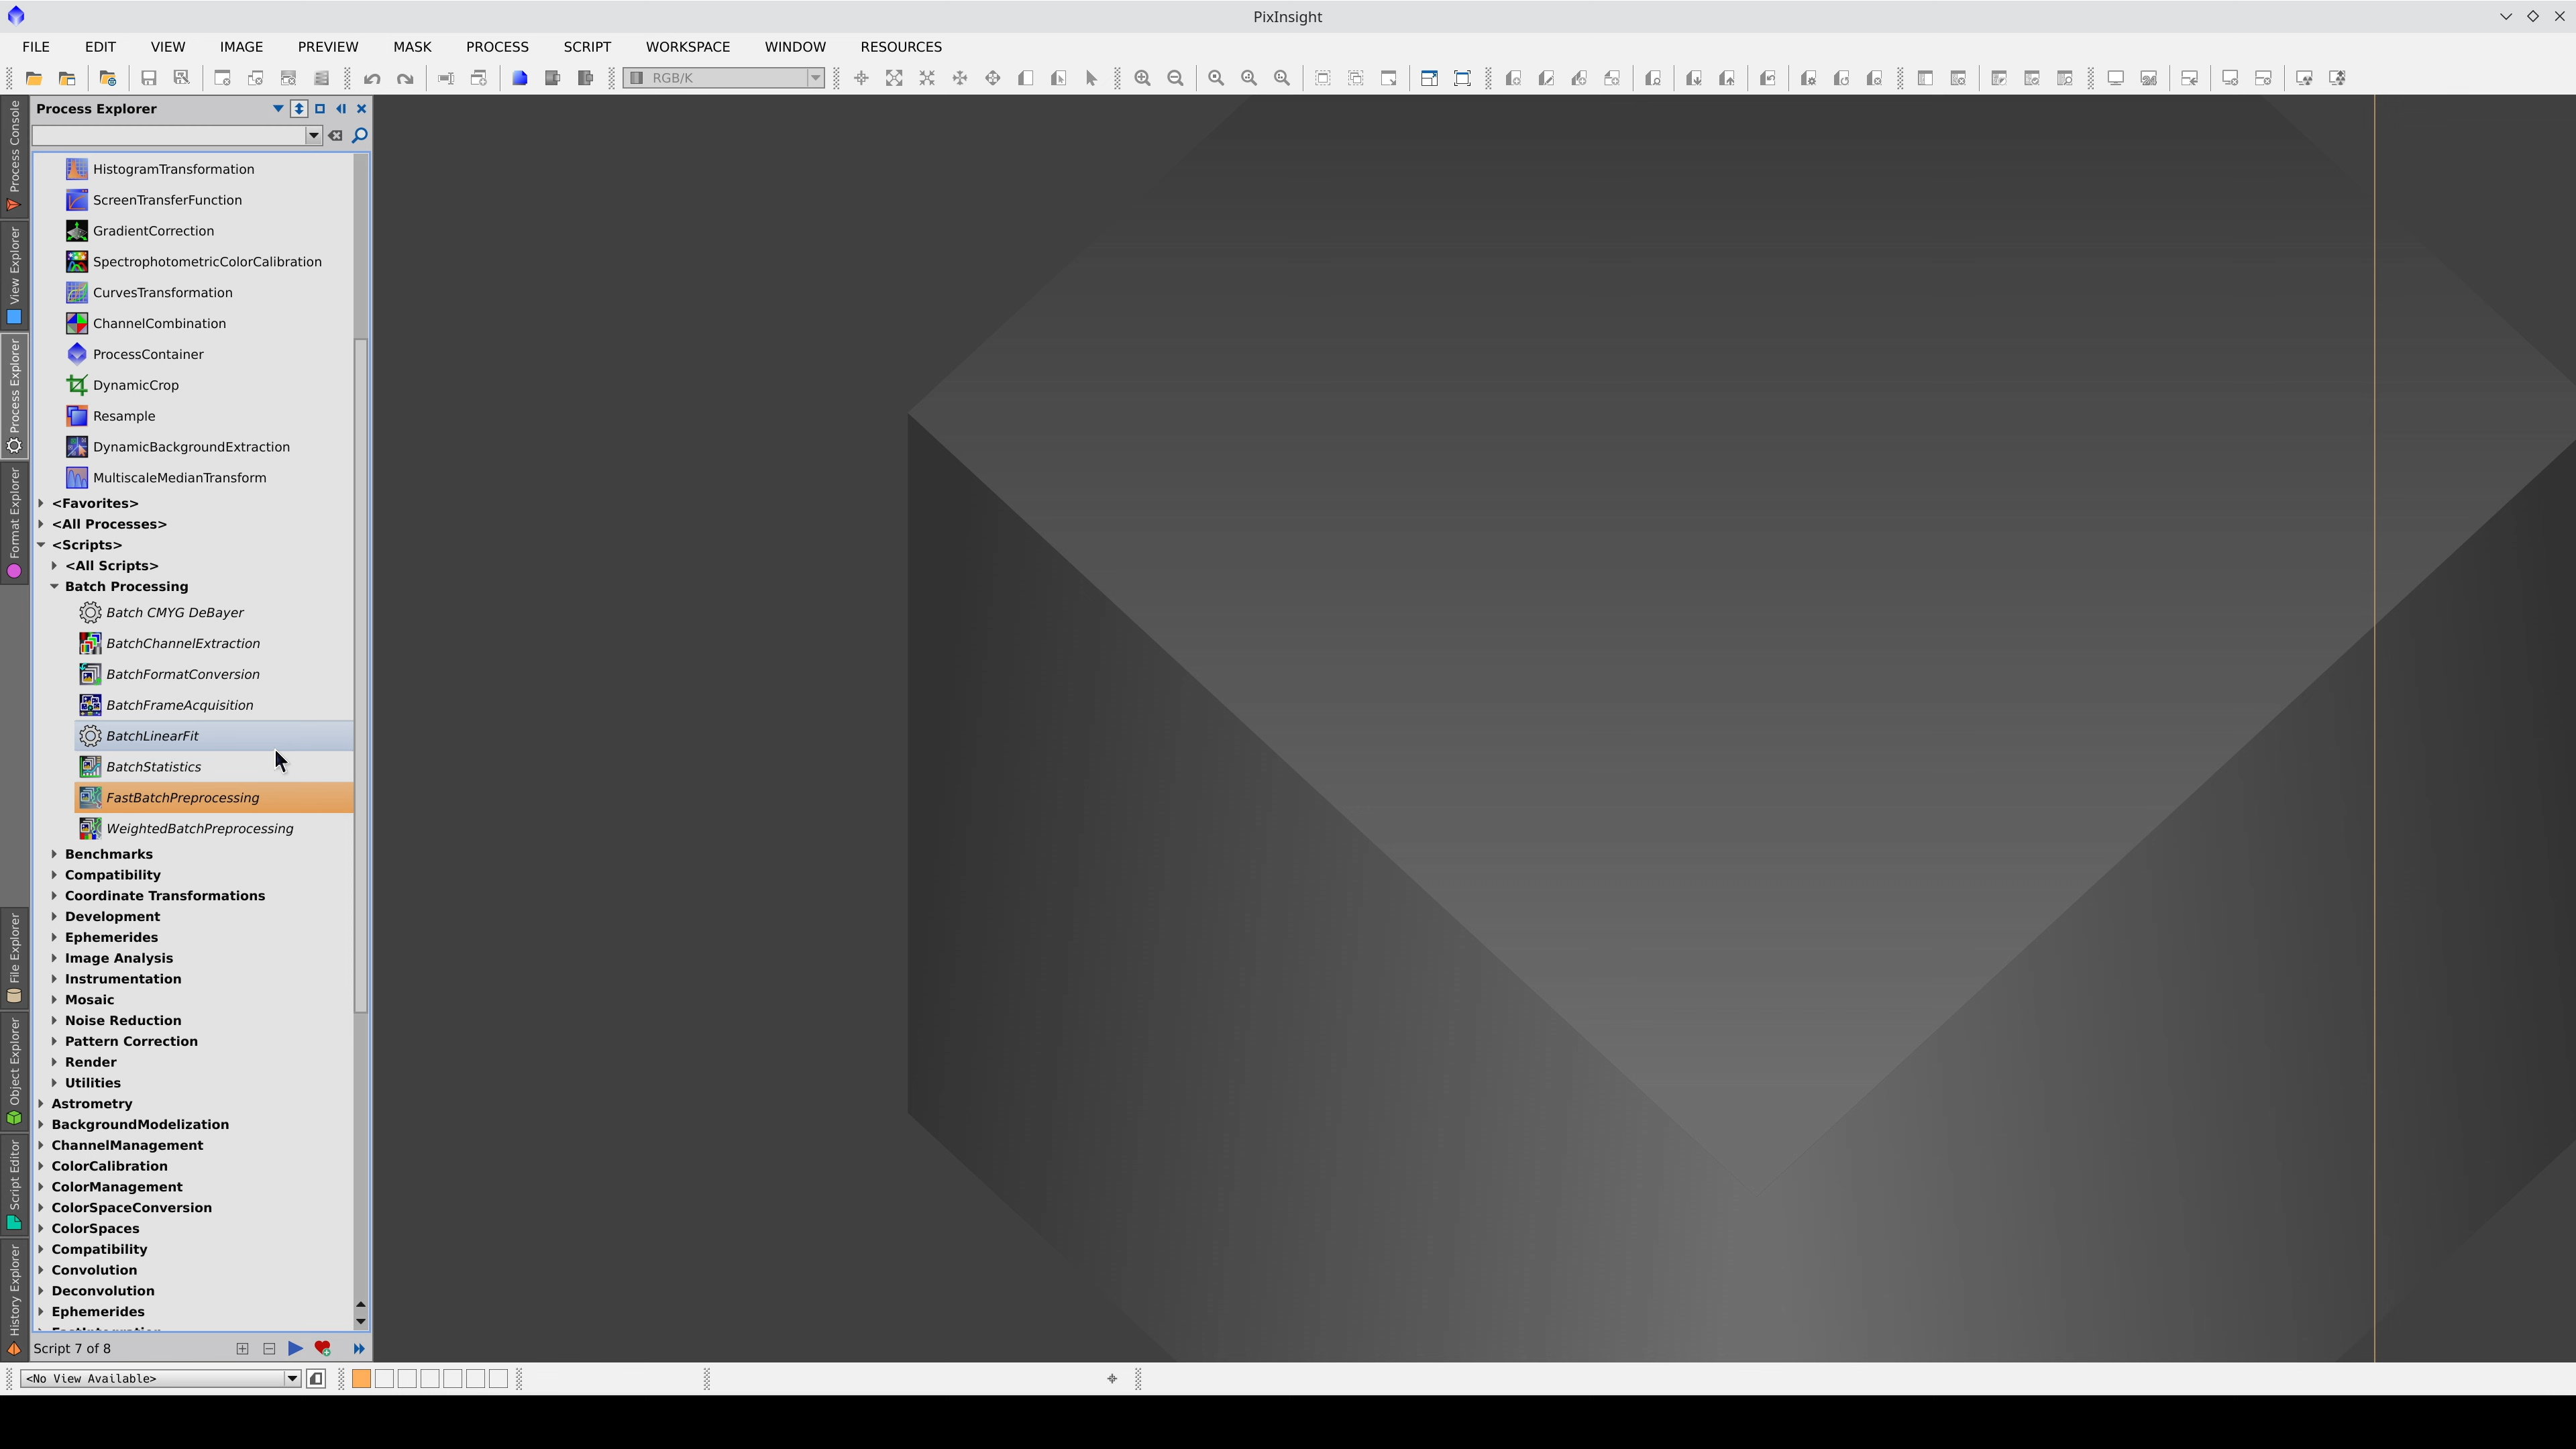 PixInsight
FILE EDIT VIEW IMAGE PREVIEW MASK PROCESS SCRIPT WORKSPACE WINDOW RESOURCES
RGB/K
Process Explorer
Process Console
View Explorer
Process Explorer
Format Explorer
File Explorer
Object Explorer
Script Editor
History Explorer
HistogramTransformation
ScreenTransferFunction
GradientCorrection
SpectrophotometricColorCalibration
CurvesTransformation
ChannelCombination
ProcessContainer
DynamicCrop
Resample
DynamicBackgroundExtraction
MultiscaleMedianTransform
<Favorites>
<All Processes>
<Scripts>
<All Scripts>
Batch Processing
Batch CMYG DeBayer
BatchChannelExtraction
BatchFormatConversion
BatchFrameAcquisition
BatchLinearFit
BatchStatistics
FastBatchPreprocessing
WeightedBatchPreprocessing
Benchmarks
Compatibility
Coordinate Transformations
Development
Ephemerides
Image Analysis
Instrumentation
Mosaic
Noise Reduction
Pattern Correction
Render
Utilities
Astrometry
BackgroundModelization
ChannelManagement
ColorCalibration
ColorManagement
ColorSpaceConversion
ColorSpaces
Compatibility
Convolution
Deconvolution
Ephemerides
Script 7 of 8
<No View Available>